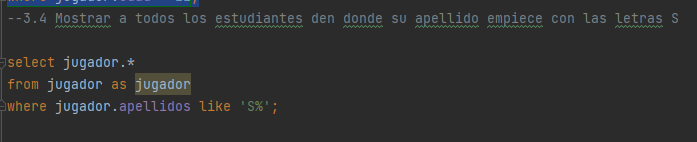 --3.4 Mostrar a todos los estudiantes den donde su apellido empiece con las letras S
select jugador.*
from jugador as jugador
where jugador.apellidos like 'S%';